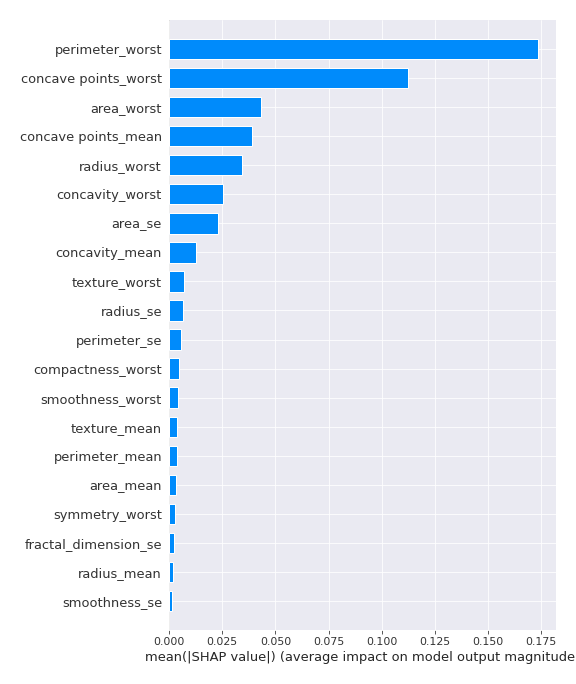 perimeter_worst
concave points_worst
area_worst
concave points_mean
radius_worst
concavity_worst
area_se
concavity_mean
texture_worst
radius_se
perimeter_se
compactness_worst
smoothness_worst
texture_mean
perimeter_mean
area_mean
symmetry_worst
fractal_dimension_se
radius_mean
smoothness_se
0.000 0.025 0.050 0.075 0.100 0.125 0.150 0.175
mean(|SHAP value|) (average impact on model output magnitude